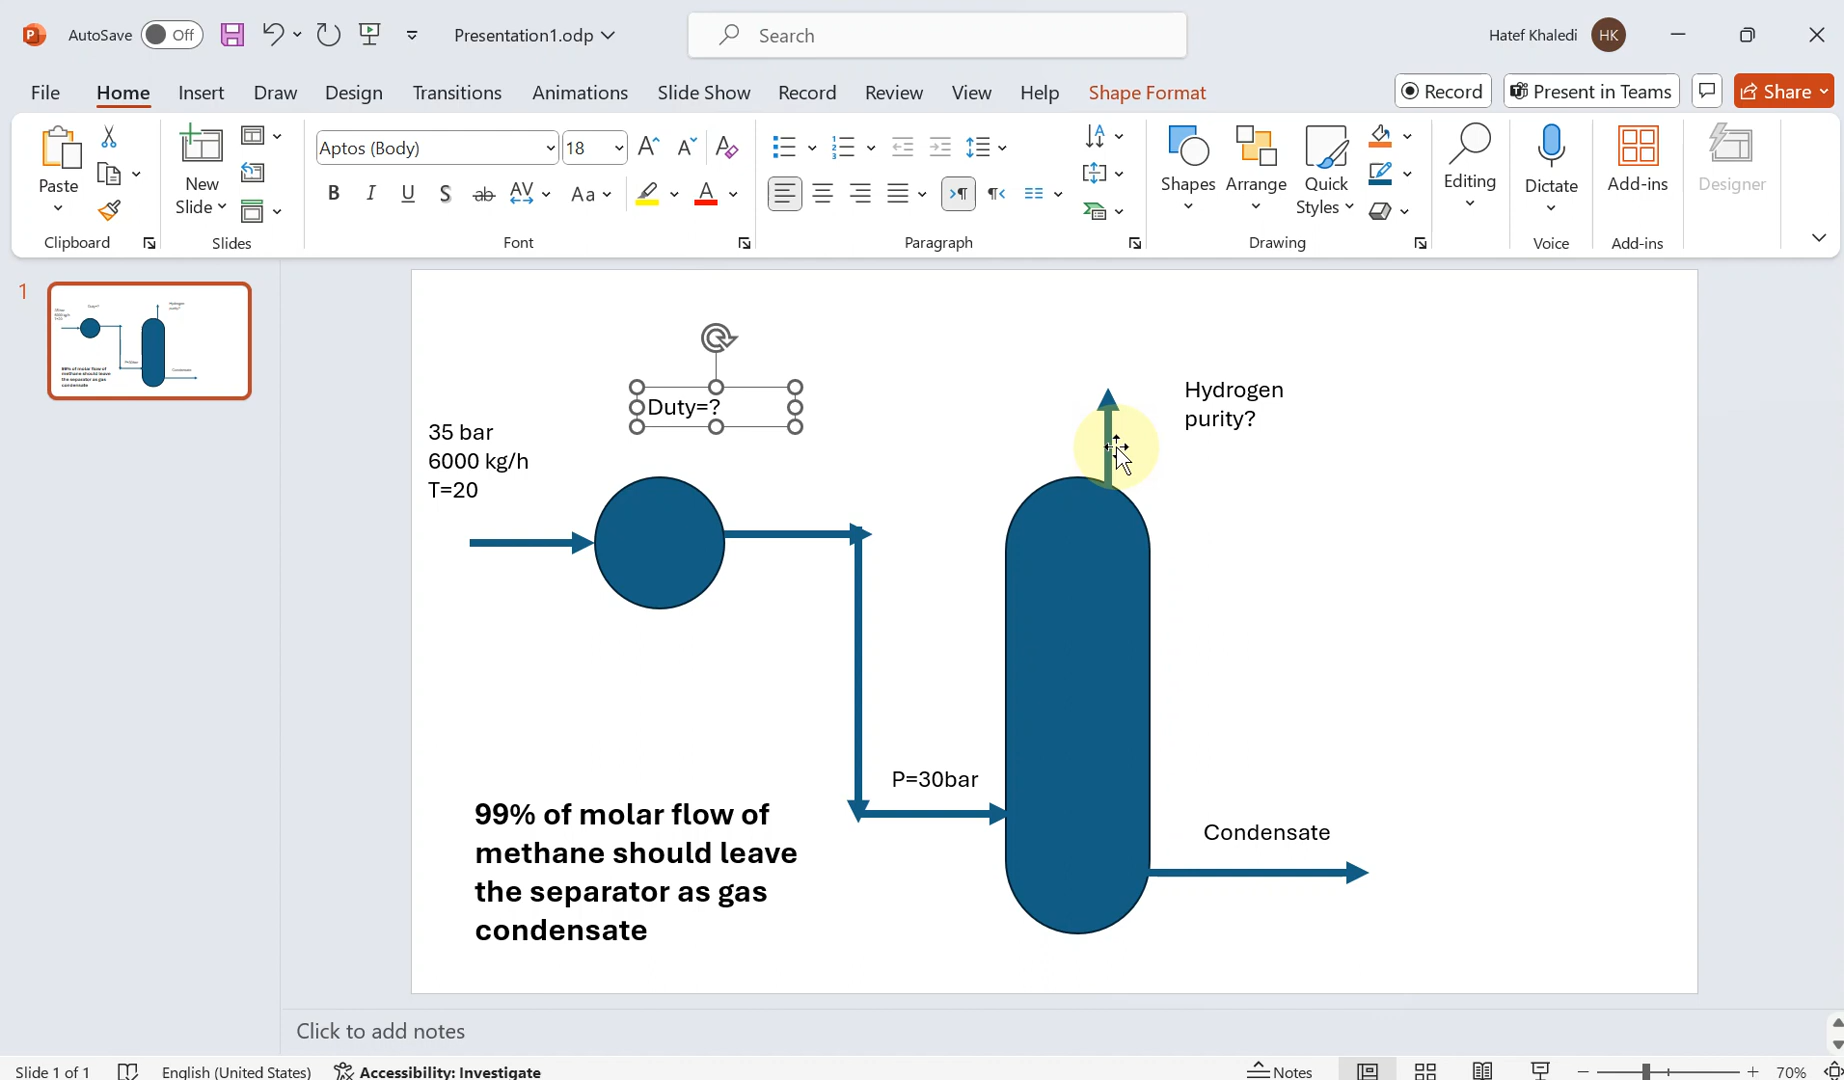 AutoSave Off Presentation1.odp Search Hatef Khaledi HK
File Home Insert Draw Design Transitions Animations Slide Show Record Review View Help Shape Format Record Present in Teams Share
Paste
Clipboard
New
Slide
Slides
Aptos (Body) 18
Font
Paragraph
Shapes Arrange Quick
Styles
Drawing
Editing
Dictate
Voice
Add-ins
Add-ins
Designer
1
Duty=?
Hydrogen
purity?
35 bar
6000 kg/h
T=20
P=30bar
99% of molar flow of
methane should leave
the separator as gas
condensate
Condensate
Click to add notes
Slide 1 of 1 English (United States) Accessibility: Investigate Notes 70%